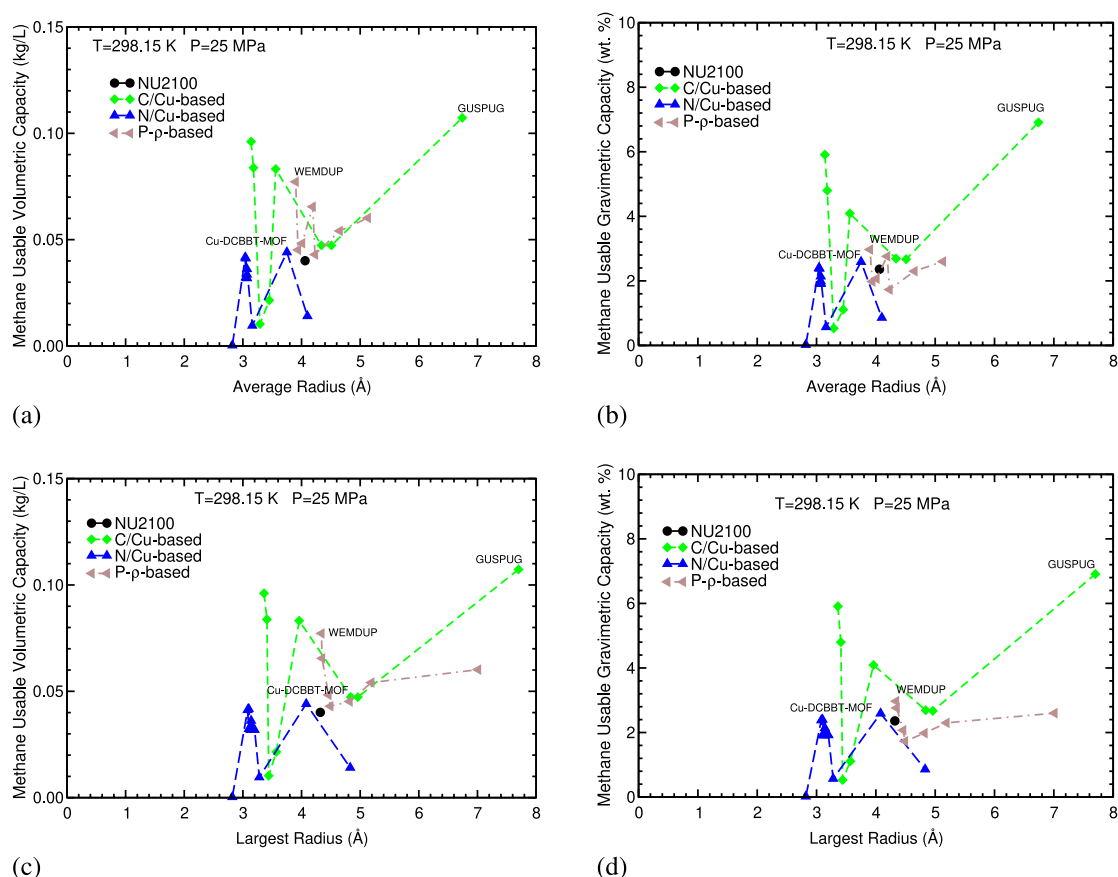 Methane Usable Volumetric Capacity (kg/L)
0.15
0.10
0.05
0.00
T=298.15 K P=25 MPa
NU2100
C/Cu-based
N/Cu-based
P-ρ-based
GUSPUG
WEMDUP
Cu-DCBBT-MOF
0 1 2 3 4 5 6 7 8
Average Radius (Å)
(a)
Methane Usable Gravimetric Capacity (wt. %)
10
8
6
4
2
0
T=298.15 K P=25 MPa
NU2100
C/Cu-based
N/Cu-based
P-ρ-based
GUSPUG
WEMDUP
Cu-DCBBT-MOF
0 1 2 3 4 5 6 7 8
Average Radius (Å)
(b)
Methane Usable Volumetric Capacity (kg/L)
0.15
0.10
0.05
0.00
T=298.15 K P=25 MPa
NU2100
C/Cu-based
N/Cu-based
P-ρ-based
GUSPUG
WEMDUP
Cu-DCBBT-MOF
0 1 2 3 4 5 6 7 8
Largest Radius (Å)
(c)
Methane Usable Gravimetric Capacity (wt. %)
10
8
6
4
2
0
T=298.15 K P=25 MPa
NU2100
C/Cu-based
N/Cu-based
P-ρ-based
GUSPUG
WEMDUP
Cu-DCBBT-MOF
0 1 2 3 4 5 6 7 8
Largest Radius (Å)
(d)